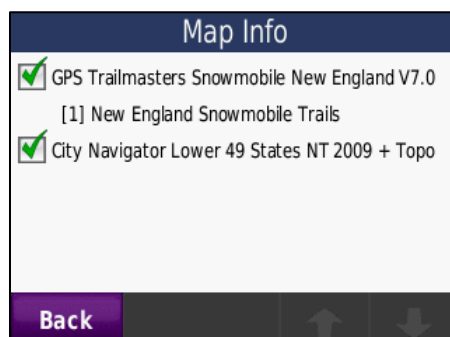 Map Info
GPS Trailmasters Snowmobile New England V7.0
[1] New England Snowmobile Trails
City Navigator Lower 49 States NT 2009 + Topo
Back